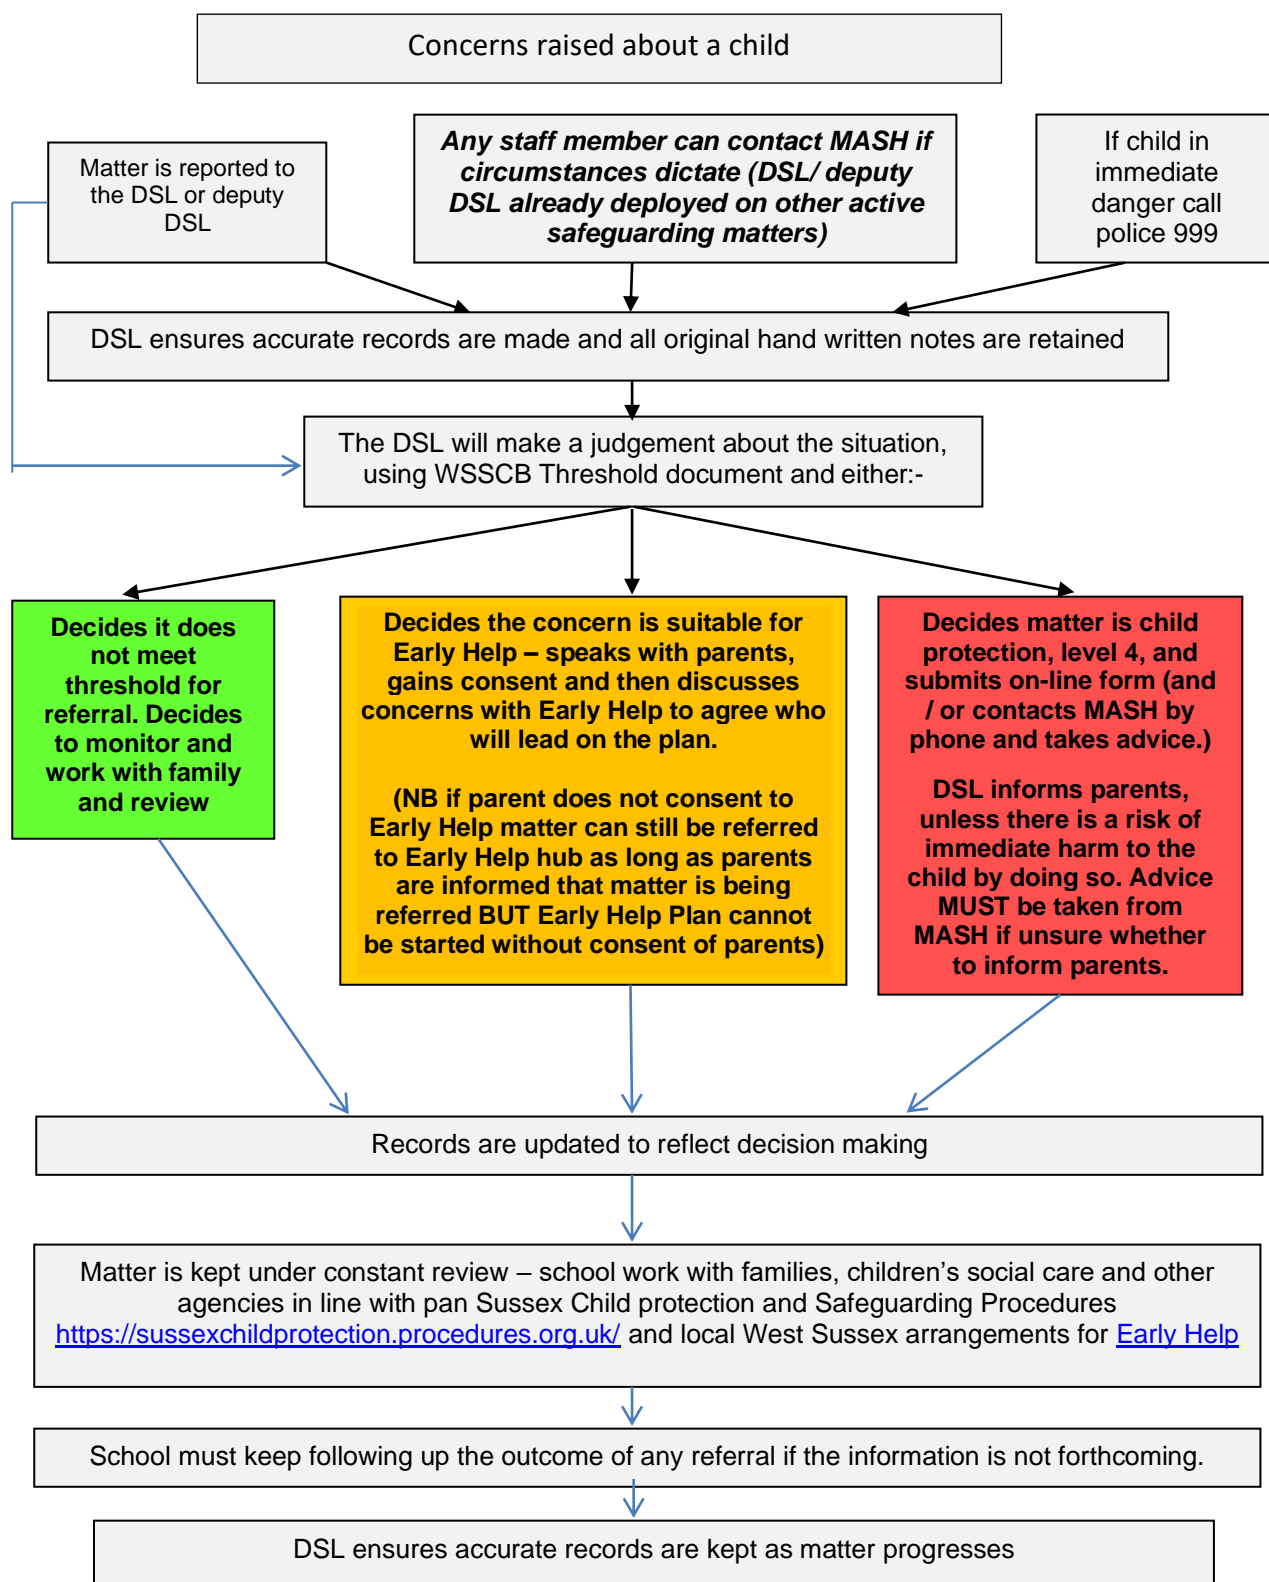 Concerns raised about a child
Matter is reported to
the DSL or deputy
DSL
Any staff member can contact MASH if
circumstances dictate (DSL/ deputy
DSL already deployed on other active
safeguarding matters)
If child in
immediate
danger call
police 999
DSL ensures accurate records are made and all original hand written notes are retained
The DSL will make a judgement about the situation,
using WSSCB Threshold document and either:-
Decides it does
not meet
threshold for
referral. Decides
to monitor and
work with family
and review
Decides the concern is suitable for
Early Help – speaks with parents,
gains consent and then discusses
concerns with Early Help to agree who
will lead on the plan.
(NB if parent does not consent to
Early Help matter can still be referred
to Early Help hub as long as parents
are informed that matter is being
referred BUT Early Help Plan cannot
be started without consent of parents)
Decides matter is child
protection, level 4, and
submits on-line form (and
/ or contacts MASH by
phone and takes advice.)
DSL informs parents,
unless there is a risk of
immediate harm to the
child by doing so. Advice
MUST be taken from
MASH if unsure whether
to inform parents.
Records are updated to reflect decision making
Matter is kept under constant review – school work with families, children’s social care and other
agencies in line with pan Sussex Child protection and Safeguarding Procedures
https://sussexchildprotection.procedures.org.uk/ and local West Sussex arrangements for Early Help
School must keep following up the outcome of any referral if the information is not forthcoming.
DSL ensures accurate records are kept as matter progresses